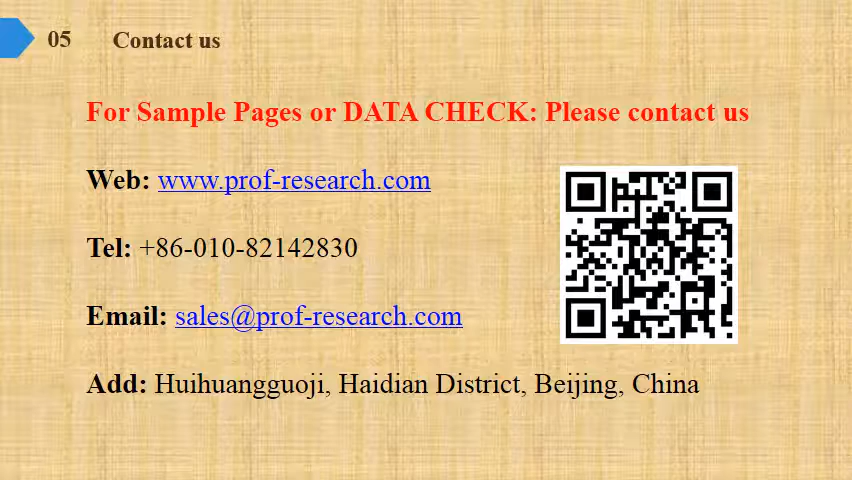 05 Contact us
For Sample Pages or DATA CHECK: Please contact us
Web: www.prof-research.com
Tel: +86-010-82142830
Email: sales@prof-research.com
Add: Huihuangguoji, Haidian District, Beijing, China